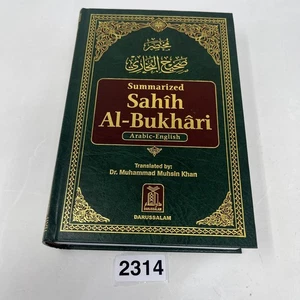 مختصر
صحيح البخاري
Summarized
Sahîh
Al-Bukhâri
Arabic-English
Translated by:
Dr. Muhammad Muhsin Khan
DARUSSALAM
2314